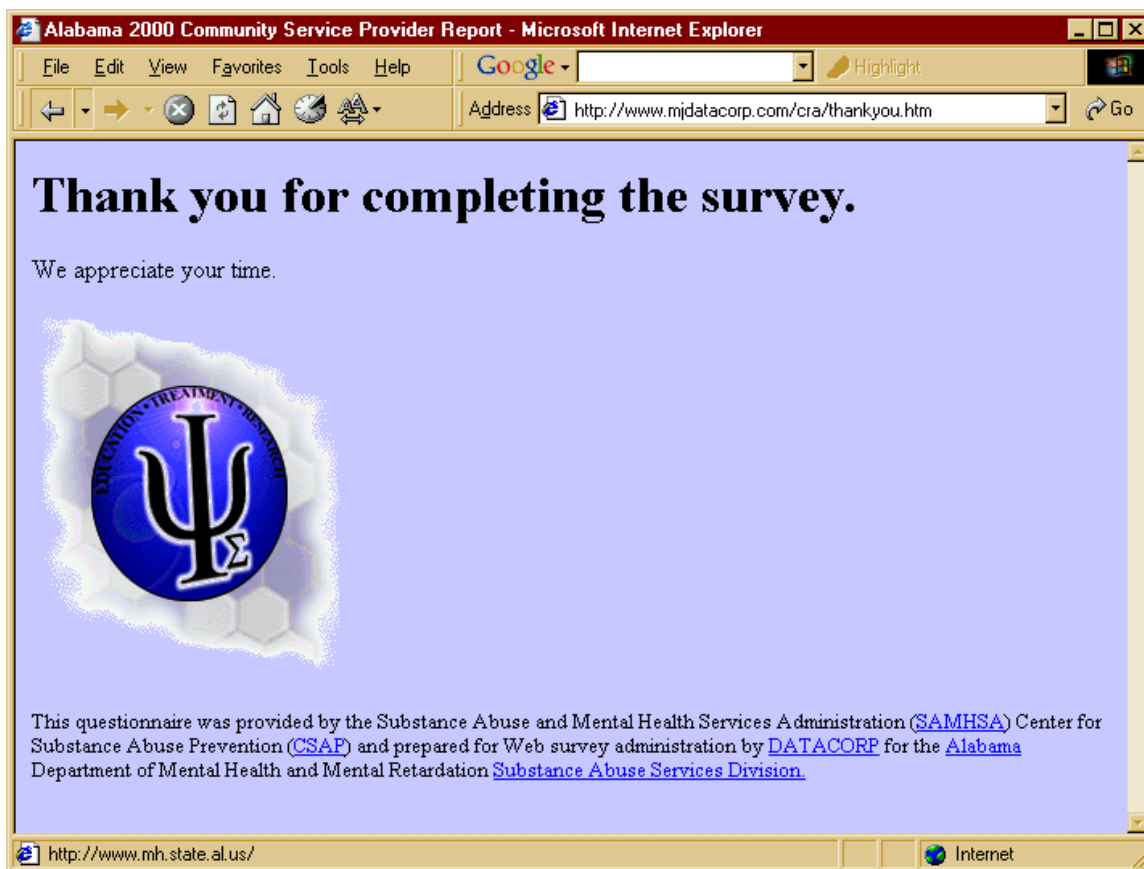 Alabama 2000 Community Service Provider Report - Microsoft Internet Explorer
File Edit View Favorites Tools Help Google Highlight
Address http://www.mjdatacorp.com/cra/thankyou.htm Go
Thank you for completing the survey.
We appreciate your time.
EDUCATION · TREATMENT · RESEARCH
Ψ
Σ
This questionnaire was provided by the Substance Abuse and Mental Health Services Administration (SAMHSA) Center for
Substance Abuse Prevention (CSAP) and prepared for Web survey administration by DATACORP for the Alabama
Department of Mental Health and Mental Retardation Substance Abuse Services Division.
http://www.mh.state.al.us/ Internet